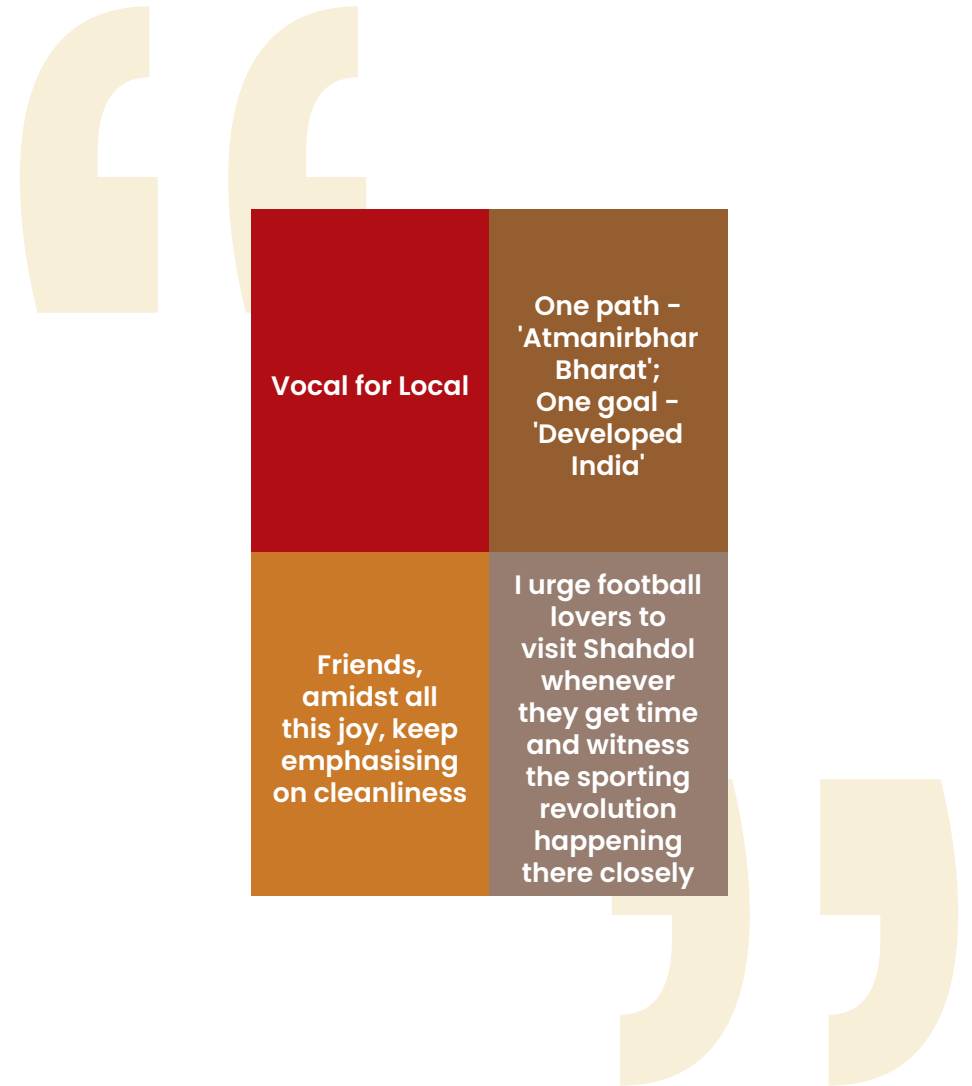 Vocal for Local
One path -
'Atmanirbhar
Bharat';
One goal -
'Developed
India'
Friends,
amidst all
this joy, keep
emphasising
on cleanliness
I urge football
lovers to
visit Shahdol
whenever
they get time
and witness
the sporting
revolution
happening
there closely